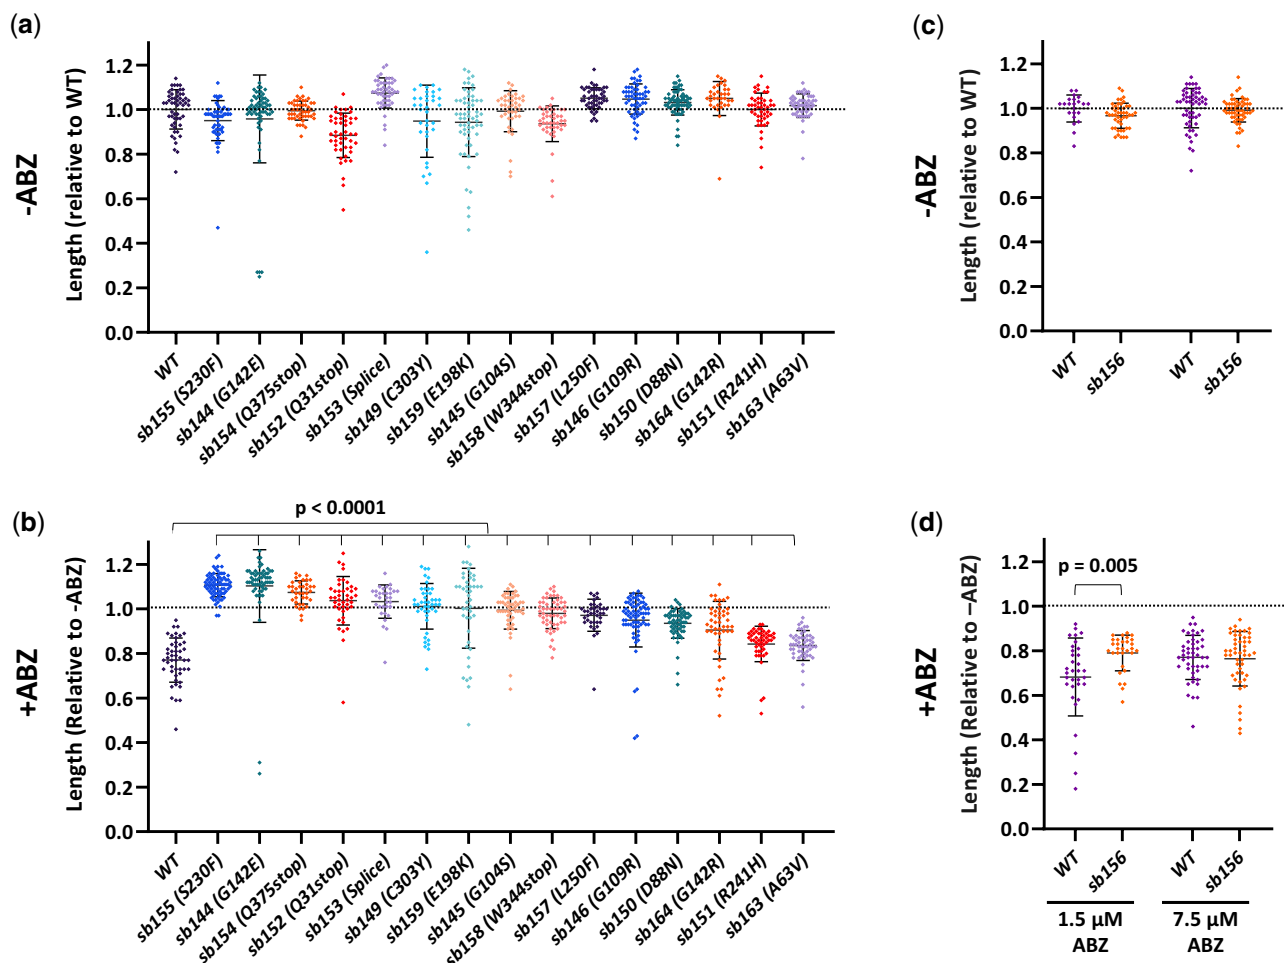 (a)
-ABZ
Length (relative to WT)
1.2
1.0
0.8
0.6
0.4
0.2
0.0
WT
sb155 (S230F)
sb144 (G142E)
sb154 (Q375stop)
sb152 (Q31stop)
sb153 (Splice)
sb149 (C303Y)
sb159 (E198K)
sb145 (G104S)
sb158 (W344stop)
sb157 (L250F)
sb146 (G109R)
sb150 (D88N)
sb164 (G142R)
sb151 (R241H)
sb163 (A63V)
(c)
-ABZ
Length (relative to WT)
1.2
1.0
0.8
0.6
0.4
0.2
0.0
WT
sb156
WT
sb156
(b)
p < 0.0001
+ABZ
Length (Relative to -ABZ)
1.2
1.0
0.8
0.6
0.4
0.2
0.0
WT
sb155 (S230F)
sb144 (G142E)
sb154 (Q375stop)
sb152 (Q31stop)
sb153 (Splice)
sb149 (C303Y)
sb159 (E198K)
sb145 (G104S)
sb158 (W344stop)
sb157 (L250F)
sb146 (G109R)
sb150 (D88N)
sb164 (G142R)
sb151 (R241H)
sb163 (A63V)
(d)
p = 0.005
+ABZ
Length (Relative to –ABZ)
1.2
1.0
0.8
0.6
0.4
0.2
0.0
WT
sb156
WT
sb156
1.5 µM
ABZ
7.5 µM
ABZ